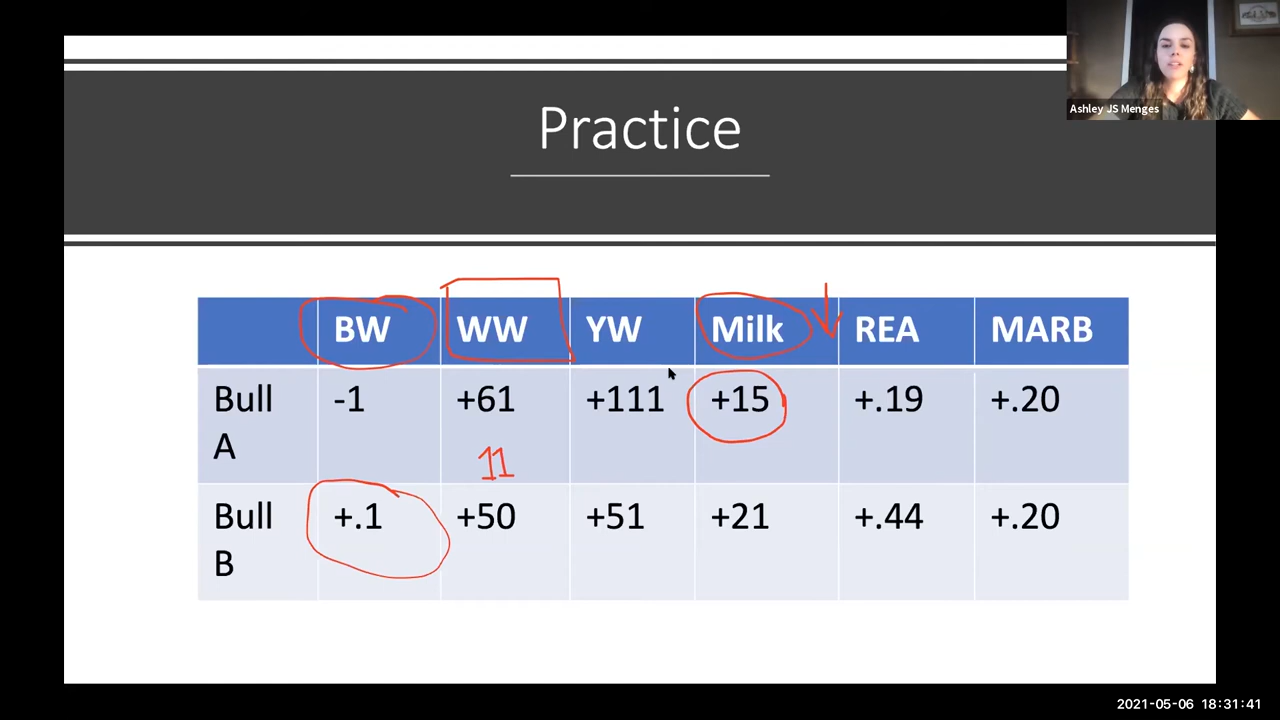 Ashley JS Menges
Practice
BW WW YW Milk REA MARB
Bull A -1 +61 +111 +15 +.19 +.20
11
Bull B +.1 +50 +51 +21 +.44 +.20
2021-05-06 18:31:41